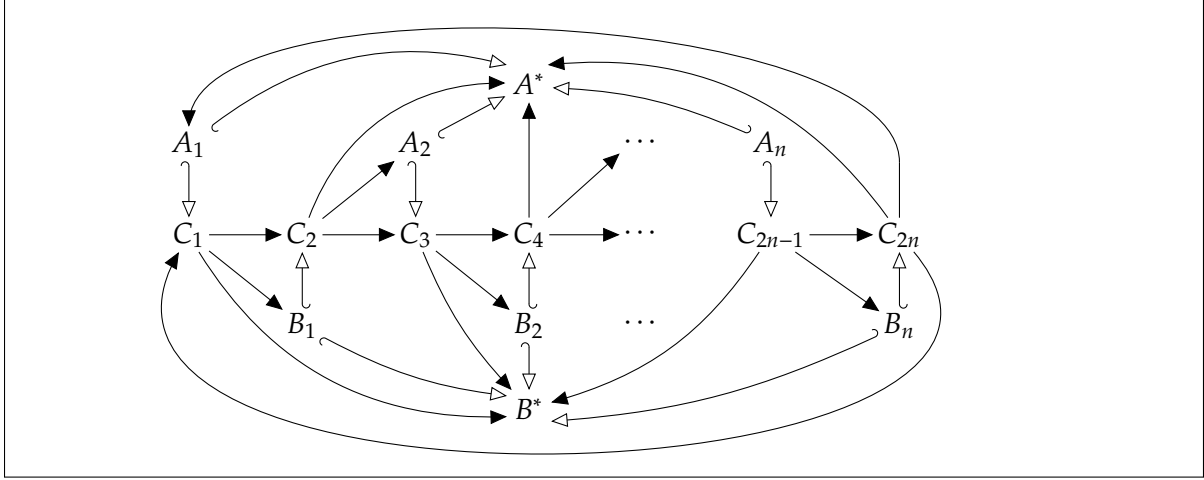 A*
A₁ A₂ ··· Aₙ
C₁ C₂ C₃ C₄ ··· C₂ₙ₋₁ C₂ₙ
B₁ B₂ ··· Bₙ
B*